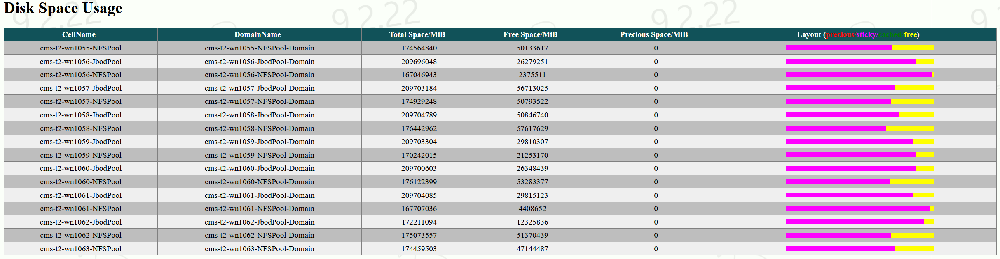 Disk Space Usage
9.2.22 9.2.22 9.2.22 9.2
CellName DomainName Total Space/MiB Free Space/MiB Precious Space/MiB Layout (precious/sticky/cached/free)
cms-t2-wn1055-NFSPool cms-t2-wn1055-NFSPool-Domain 174564840 50133617 0
cms-t2-wn1056-JbodPool cms-t2-wn1056-JbodPool-Domain 209696048 26279251 0
cms-t2-wn1056-NFSPool cms-t2-wn1056-NFSPool-Domain 167046943 2375511 0
cms-t2-wn1057-JbodPool cms-t2-wn1057-JbodPool-Domain 209703184 56713025 0
cms-t2-wn1057-NFSPool cms-t2-wn1057-NFSPool-Domain 174929248 50793522 0
cms-t2-wn1058-JbodPool cms-t2-wn1058-JbodPool-Domain 209704789 50846740 0
cms-t2-wn1058-NFSPool cms-t2-wn1058-NFSPool-Domain 176442962 57617629 0
cms-t2-wn1059-JbodPool cms-t2-wn1059-JbodPool-Domain 209703304 29810307 0
cms-t2-wn1059-NFSPool cms-t2-wn1059-NFSPool-Domain 170242015 21253170 0
cms-t2-wn1060-JbodPool cms-t2-wn1060-JbodPool-Domain 209700603 26348439 0
cms-t2-wn1060-NFSPool cms-t2-wn1060-NFSPool-Domain 176122399 53283377 0
cms-t2-wn1061-JbodPool cms-t2-wn1061-JbodPool-Domain 209704085 29815123 0
cms-t2-wn1061-NFSPool cms-t2-wn1061-NFSPool-Domain 167707036 4408652 0
cms-t2-wn1062-JbodPool cms-t2-wn1062-JbodPool-Domain 172211094 12325836 0
cms-t2-wn1062-NFSPool cms-t2-wn1062-NFSPool-Domain 175073557 51370439 0
cms-t2-wn1063-NFSPool cms-t2-wn1063-NFSPool-Domain 174459503 47144487 0